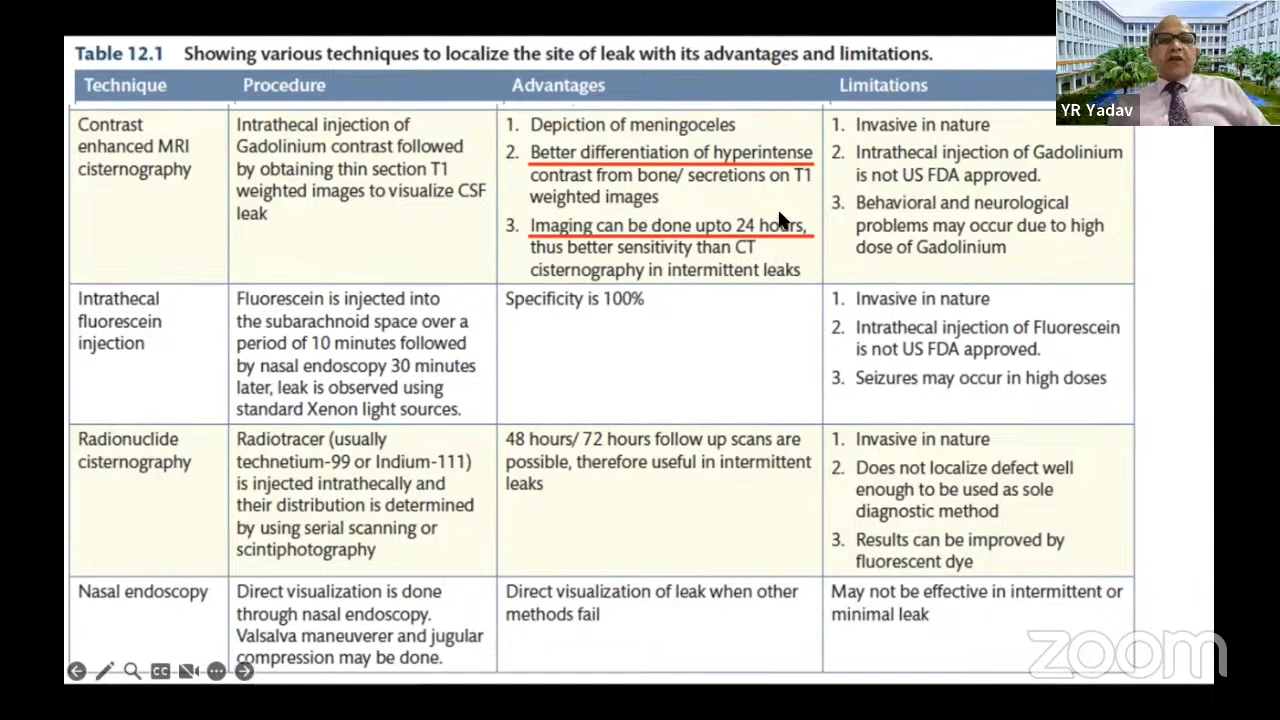 Table 12.1 Showing various techniques to localize the site of leak with its advantages and limitations.
Technique
Procedure
Advantages
Limitations
Contrast
enhanced MRI
cisternography
Intrathecal injection of
Gadolinium contrast followed
by obtaining thin section T1
weighted images to visualize CSF
leak
1. Depiction of meningoceles
2. Better differentiation of hyperintense
contrast from bone/ secretions on T1
weighted images
3. Imaging can be done upto 24 hours,
thus better sensitivity than CT
cisternography in intermittent leaks
1. Invasive in nature
2. Intrathecal injection of Gadolinium
is not US FDA approved.
3. Behavioral and neurological
problems may occur due to high
dose of Gadolinium
Intrathecal
fluorescein
injection
Fluorescein is injected into
the subarachnoid space over a
period of 10 minutes followed
by nasal endoscopy 30 minutes
later, leak is observed using
standard Xenon light sources.
Specificity is 100%
1. Invasive in nature
2. Intrathecal injection of Fluorescein
is not US FDA approved.
3. Seizures may occur in high doses
Radionuclide
cisternography
Radiotracer (usually
technetium-99 or Indium-111)
is injected intrathecally and
their distribution is determined
by using serial scanning or
scintiphotography
48 hours/ 72 hours follow up scans are
possible, therefore useful in intermittent
leaks
1. Invasive in nature
2. Does not localize defect well
enough to be used as sole
diagnostic method
3. Results can be improved by
fluorescent dye
Nasal endoscopy
Direct visualization is done
through nasal endoscopy.
Valsalva maneuverer and jugular
compression may be done.
Direct visualization of leak when other
methods fail
May not be effective in intermittent or
minimal leak
YR Yadav
CC
zoom